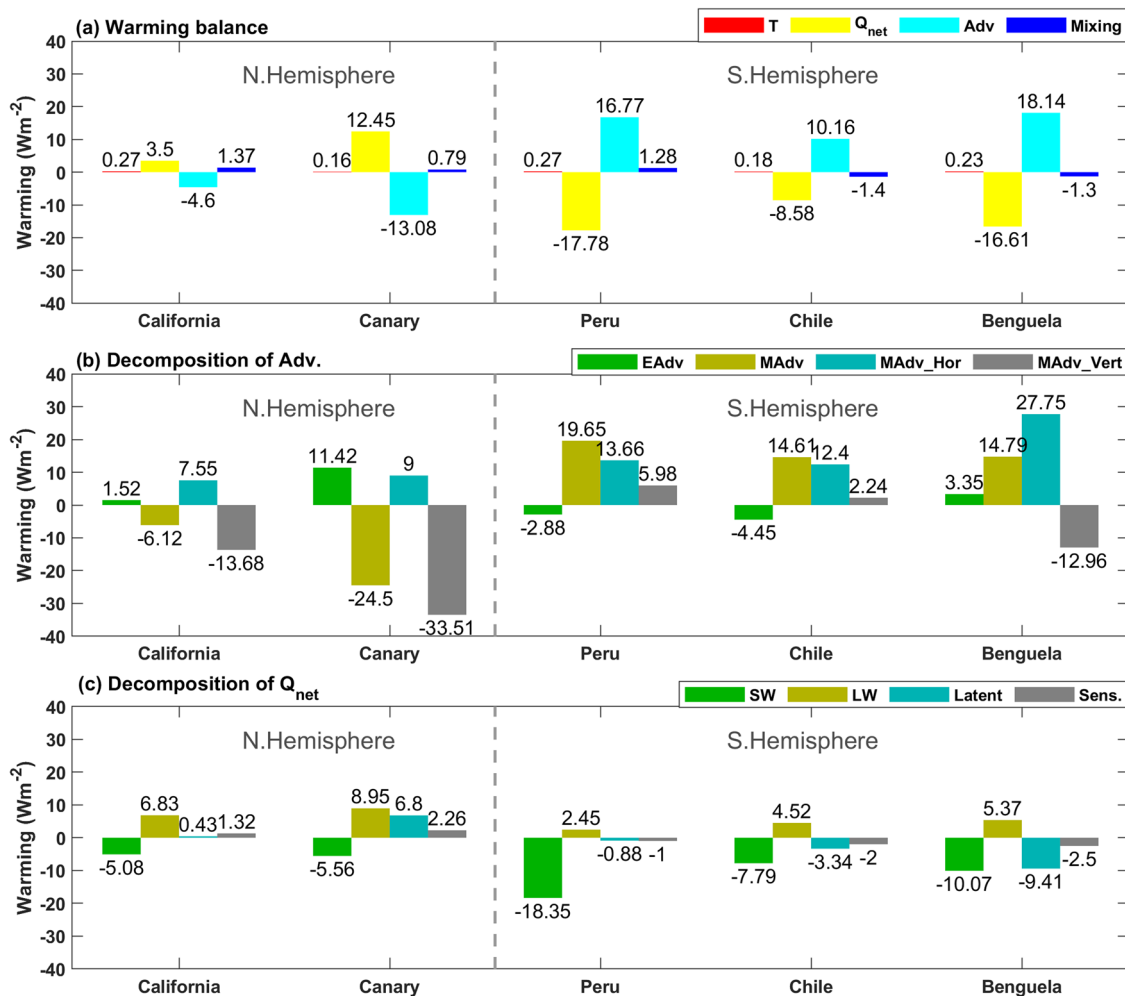 (a) Warming balance
T Q_net Adv Mixing
N.Hemisphere S.Hemisphere
Warming (Wm^-2)
40
30
20
10
0
-10
-20
-30
-40
0.27 3.5 -4.6 1.37
0.16 12.45 -13.08 0.79
0.27 -17.78 16.77 1.28
0.18 -8.58 10.16 -1.4
0.23 -16.61 18.14 -1.3
California Canary Peru Chile Benguela
(b) Decomposition of Adv.
EAdv MAdv MAdv_Hor MAdv_Vert
N.Hemisphere S.Hemisphere
Warming (Wm^-2)
40
30
20
10
0
-10
-20
-30
-40
1.52 -6.12 7.55 -13.68
11.42 -24.5 9 -33.51
-2.88 19.65 13.66 5.98
-4.45 14.61 12.4 2.24
3.35 14.79 27.75 -12.96
California Canary Peru Chile Benguela
(c) Decomposition of Q_net
SW LW Latent Sens.
N.Hemisphere S.Hemisphere
Warming (Wm^-2)
40
30
20
10
0
-10
-20
-30
-40
-5.08 6.83 0.43 1.32
-5.56 8.95 6.8 2.26
-18.35 2.45 -0.88 -1
-7.79 4.52 -3.34 -2
-10.07 5.37 -9.41 -2.5
California Canary Peru Chile Benguela